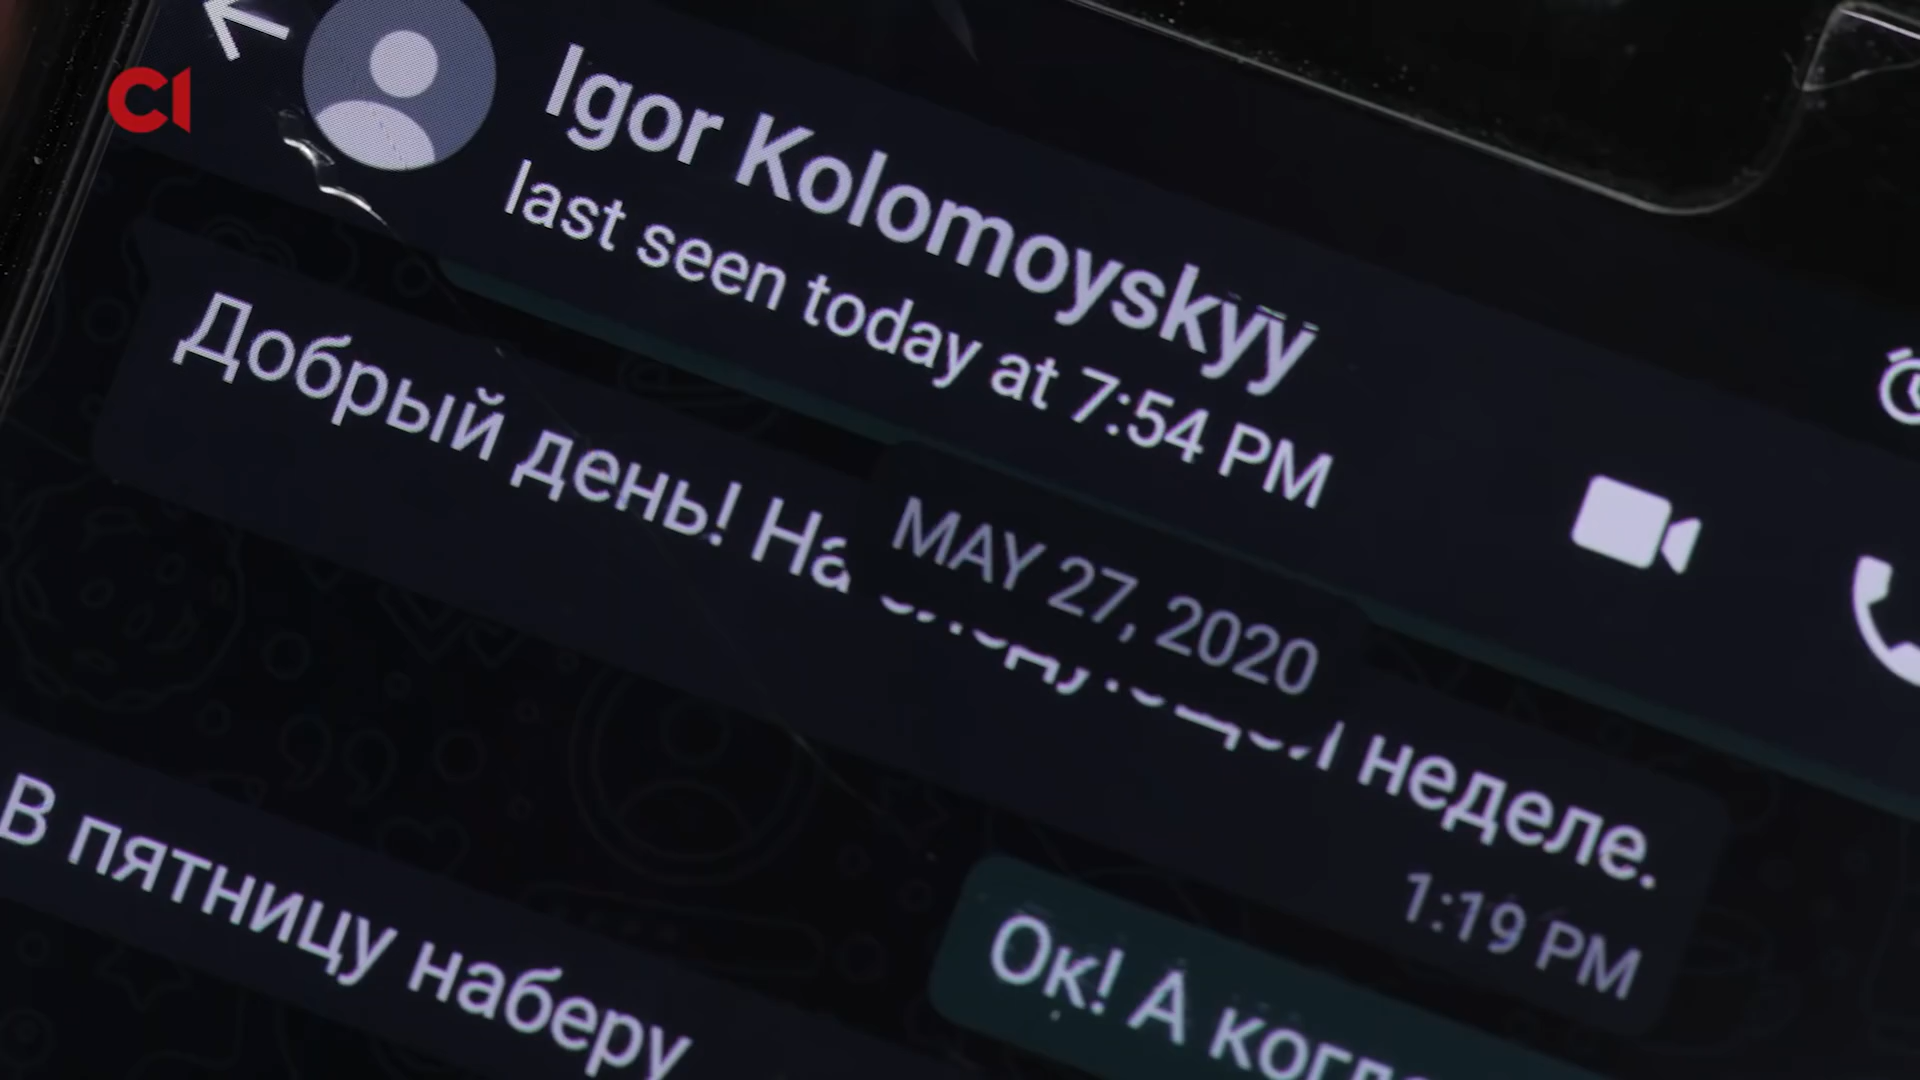 CI
Igor Kolomoyskyy
last seen today at 7:54 PM
MAY 27, 2020
Добрый день! На неделе.
1:19 PM
Ок! А
В пятницу наберу